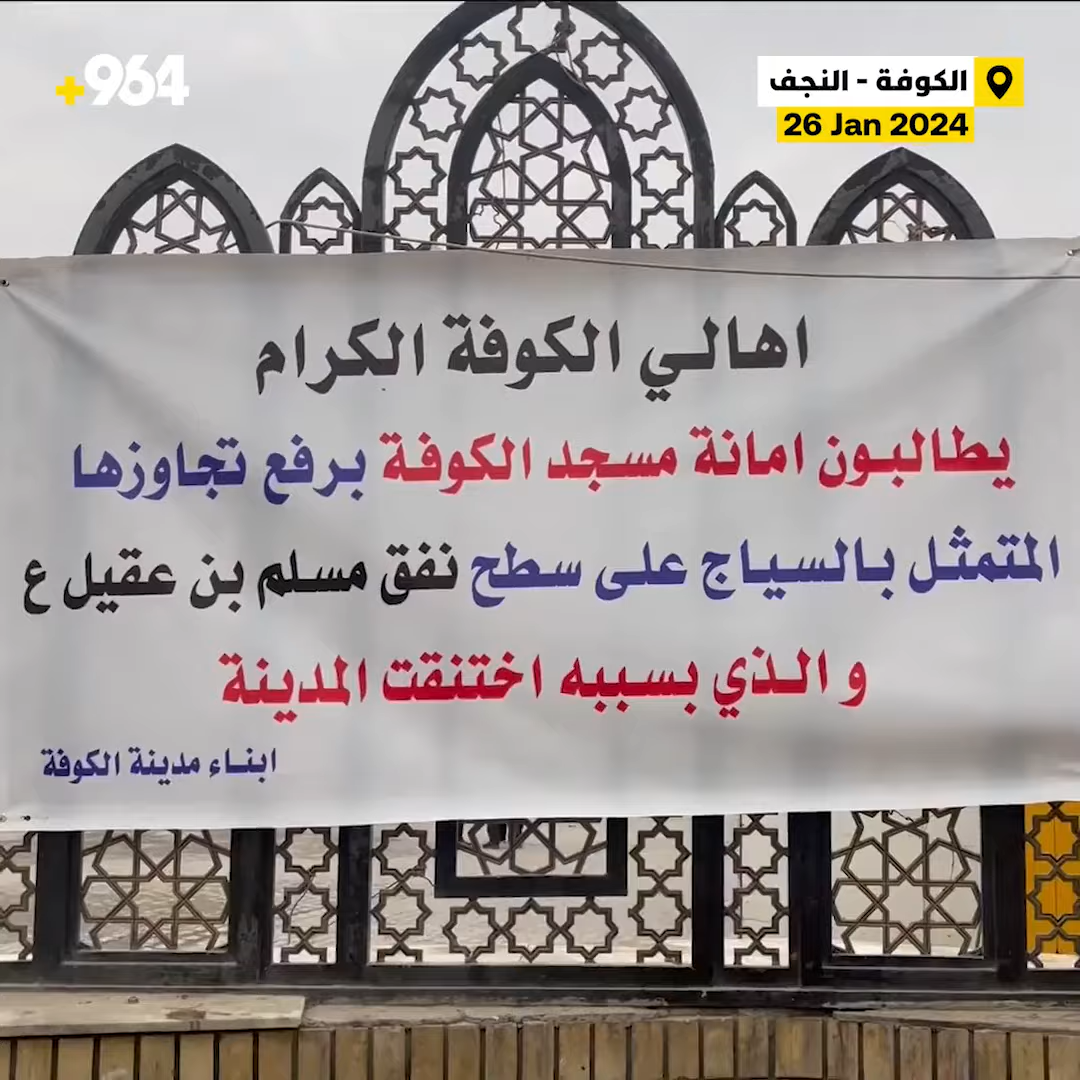 +964
الكوفة - النجف
26 Jan 2024
اهالي الكوفة الكرام
يطالبون امانة مسجد الكوفة برفع تجاوزها
المتمثل بالسياج على سطح نفق مسلم بن عقيل ع
و الذي بسببه اختنقت المدينة
ابناء مدينة الكوفة